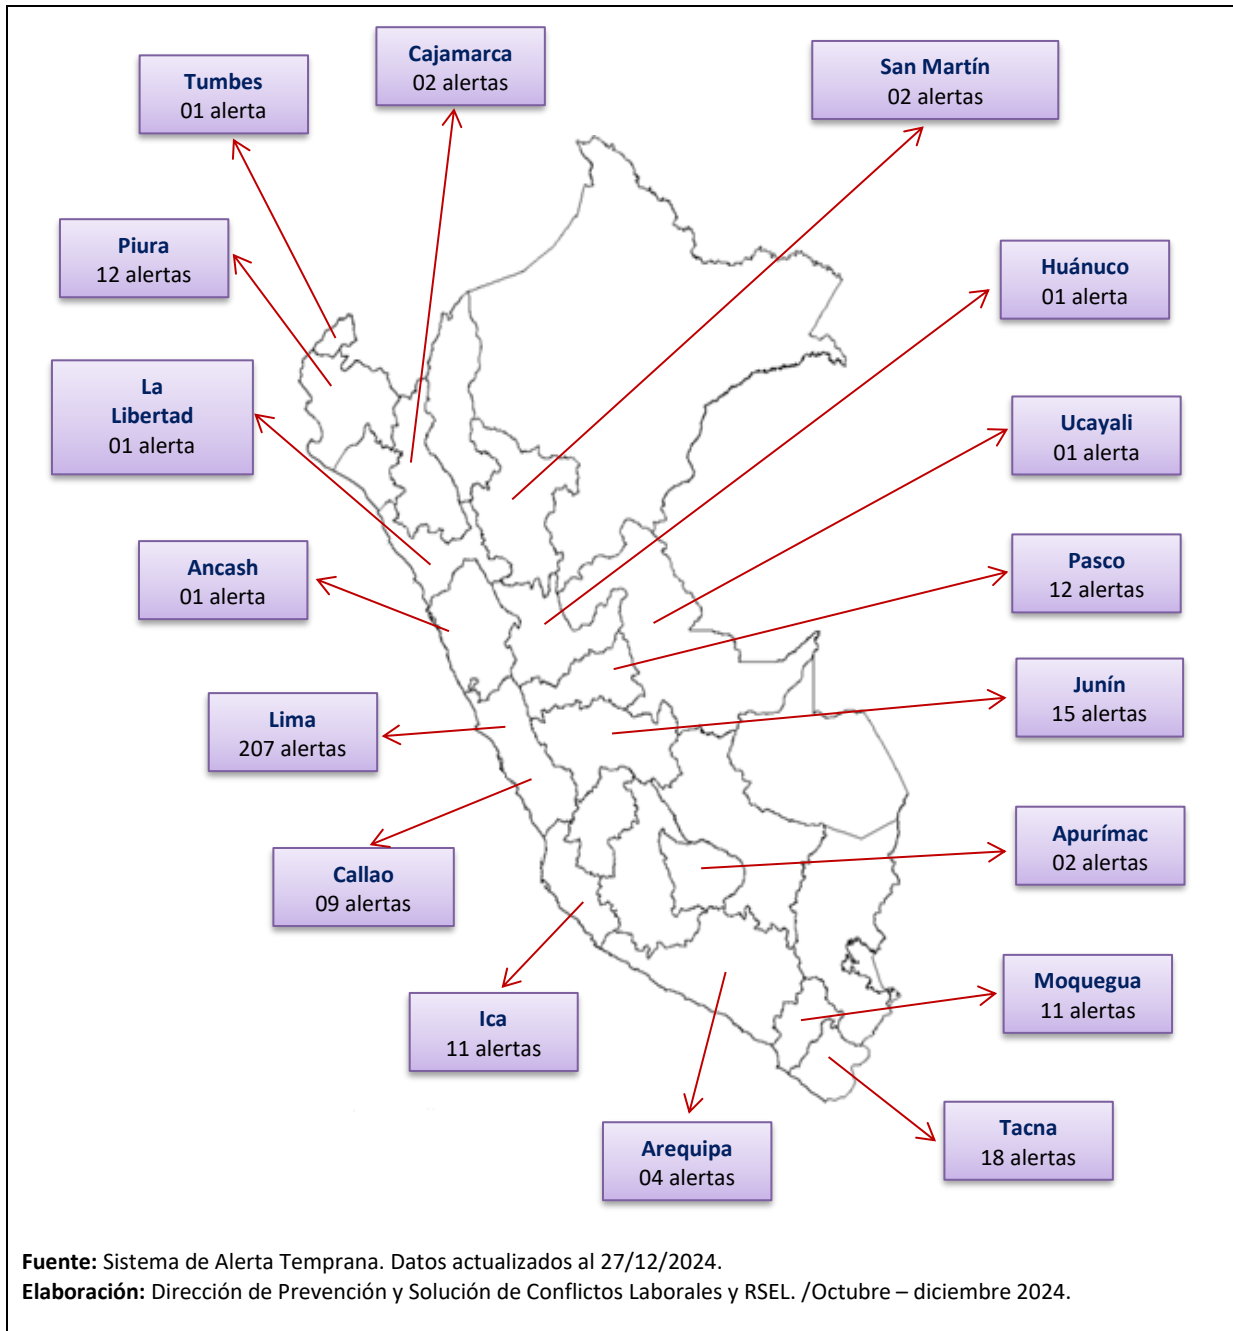 Cajamarca
02 alertas
San Martín
02 alertas
Tumbes
01 alerta
Piura
12 alertas
Huánuco
01 alerta
La
Libertad
01 alerta
Ucayali
01 alerta
Ancash
01 alerta
Pasco
12 alertas
Lima
207 alertas
Junín
15 alertas
Callao
09 alertas
Apurímac
02 alertas
Ica
11 alertas
Moquegua
11 alertas
Arequipa
04 alertas
Tacna
18 alertas
Fuente: Sistema de Alerta Temprana. Datos actualizados al 27/12/2024.
Elaboración: Dirección de Prevención y Solución de Conflictos Laborales y RSEL. /Octubre – diciembre 2024.